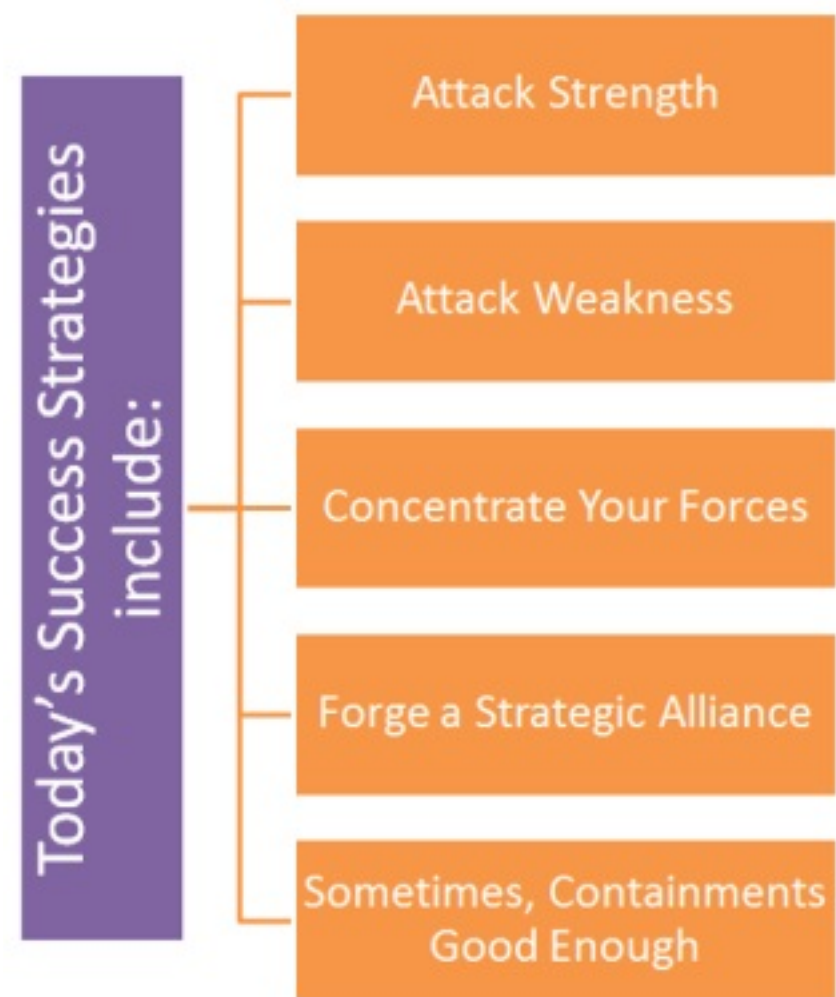 Today’s Success Strategies
include:
Attack Strength
Attack Weakness
Concentrate Your Forces
Forge a Strategic Alliance
Sometimes, Containments
Good Enough